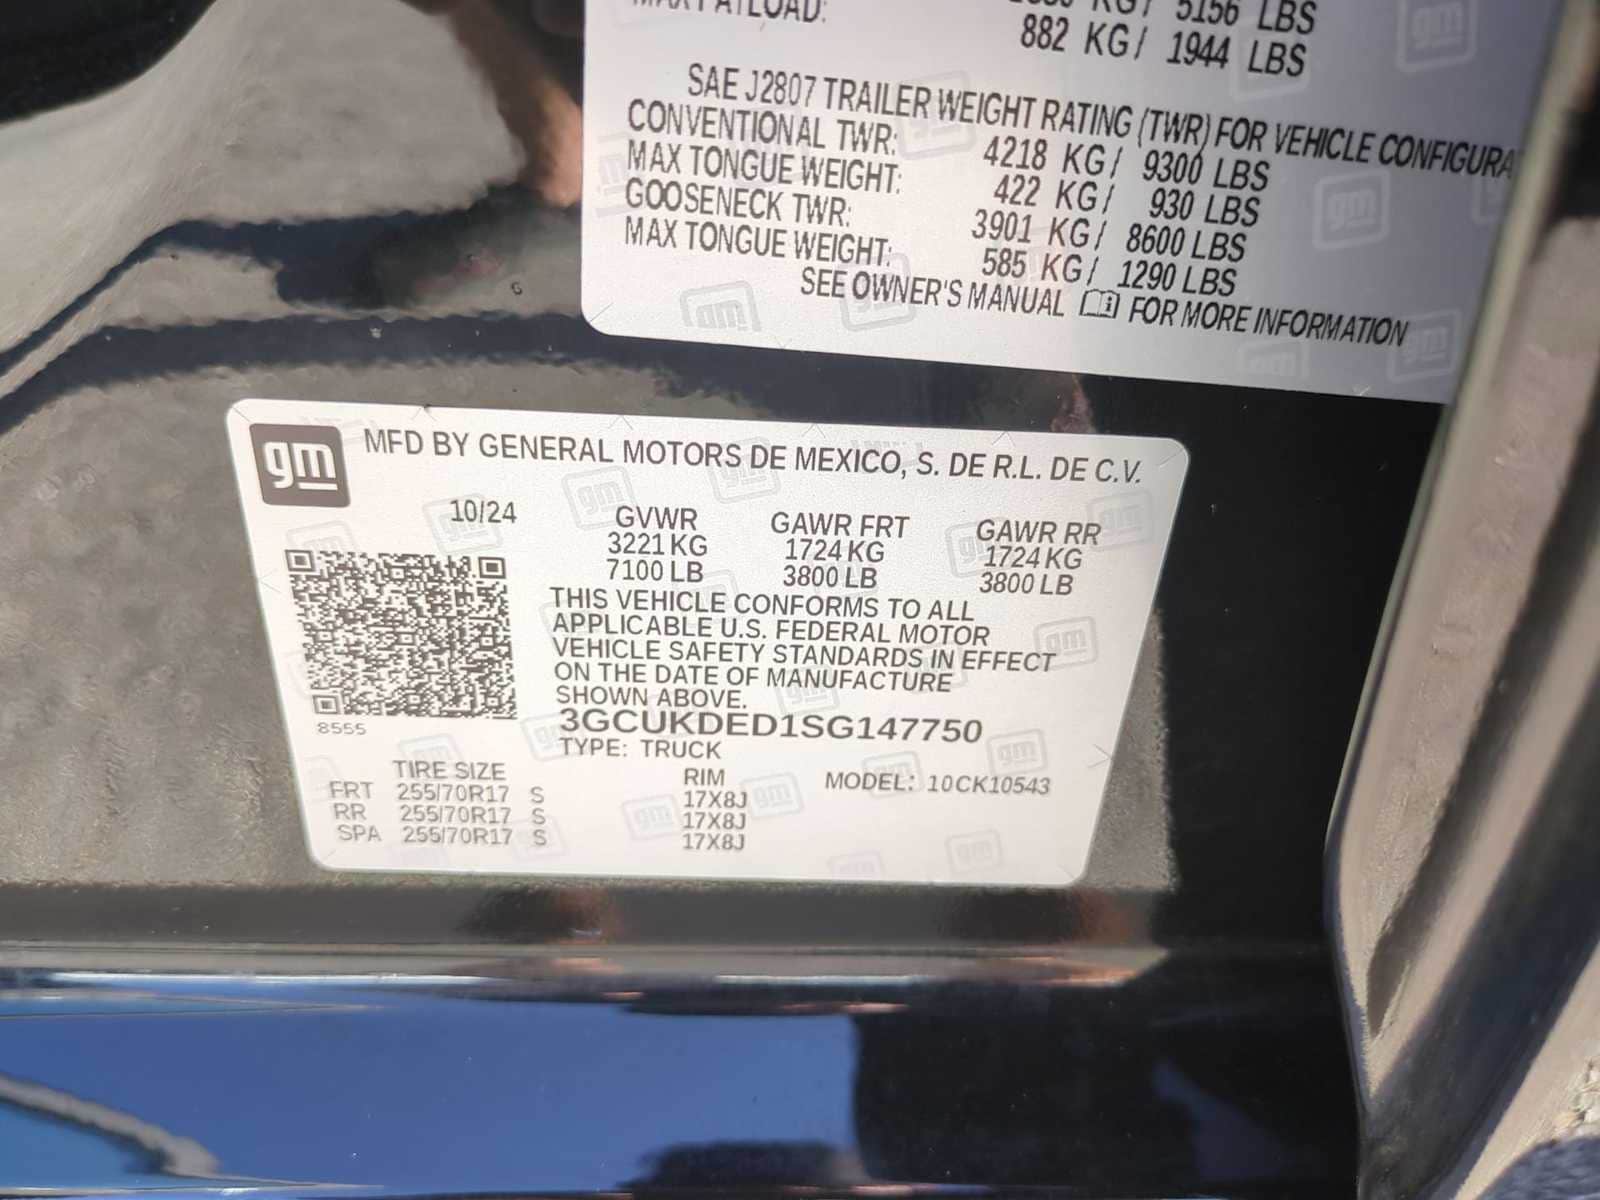 MAX PAYLOAD: KG/ 5156 LBS
882 KG/ 1944 LBS
SAE J2807 TRAILER WEIGHT RATING (TWR) FOR VEHICLE CONFIGURA
CONVENTIONAL TWR: 4218 KG/ 9300 LBS
MAX TONGUE WEIGHT: 422 KG/ 930 LBS
GOOSENECK TWR: 3901 KG/ 8600 LBS
MAX TONGUE WEIGHT: 585 KG/ 1290 LBS
SEE OWNER'S MANUAL FOR MORE INFORMATION
gm MFD BY GENERAL MOTORS DE MEXICO, S. DE R.L. DE C.V.
10/24 GVWR GAWR FRT GAWR RR
3221 KG 1724 KG 1724 KG
7100 LB 3800 LB 3800 LB
THIS VEHICLE CONFORMS TO ALL
APPLICABLE U.S. FEDERAL MOTOR
VEHICLE SAFETY STANDARDS IN EFFECT
ON THE DATE OF MANUFACTURE
SHOWN ABOVE.
8555 3GCUKDED1SG147750
TYPE: TRUCK
TIRE SIZE RIM MODEL: 10CK10543
FRT 255/70R17 S 17X8J
RR 255/70R17 S 17X8J
SPA 255/70R17 S 17X8J